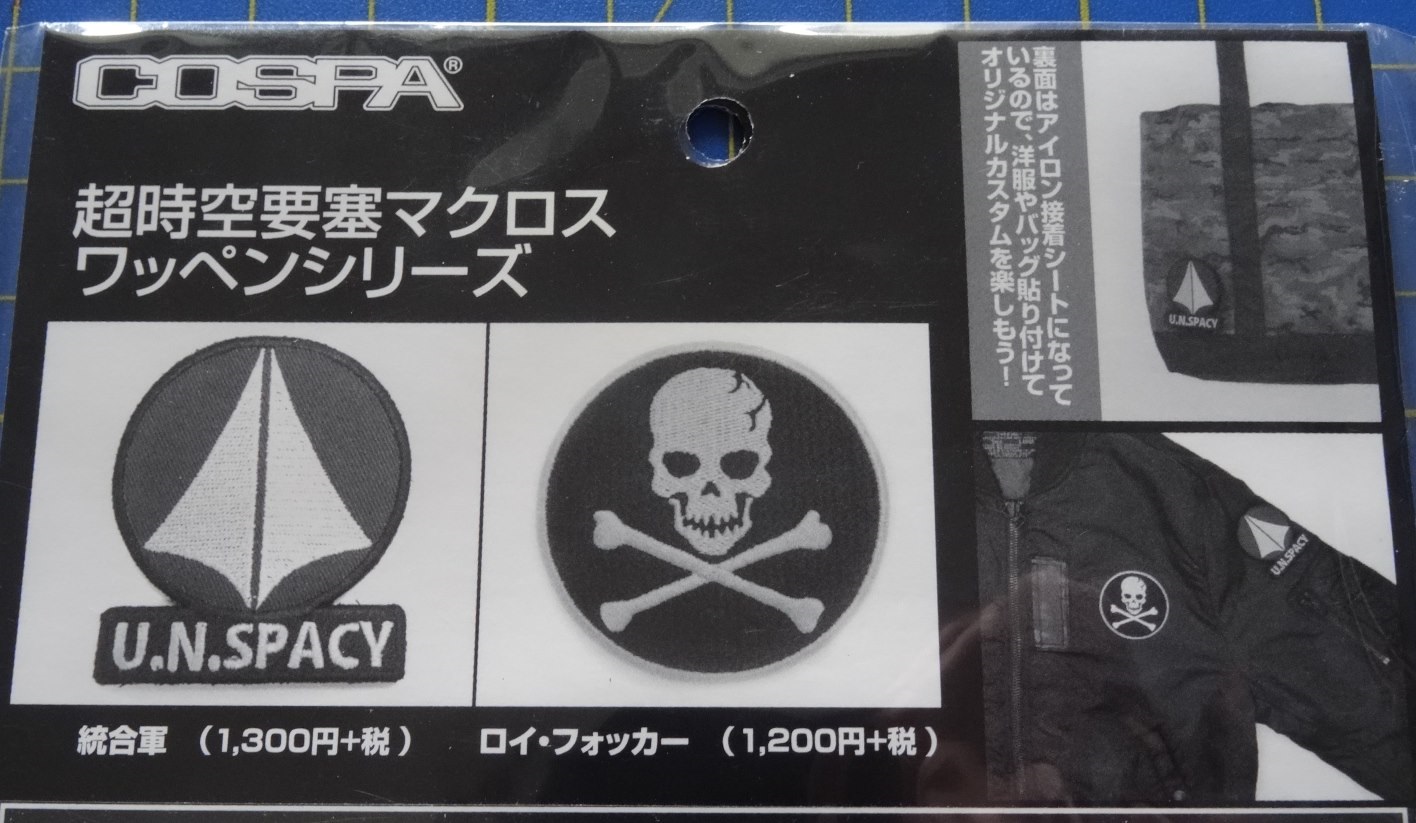 COSPA®
超時空要塞マクロス
ワッペンシリーズ
裏面はアイロン接着シートになって
いるので、洋服やバッグ貼り付けて
オリジナルカスタムを楽しもう！
U.N.SPACY
U.N.SPACY
U.N.SPACY
統合軍 （1,300円+税）
ロイ・フォッカー （1,200円+税）